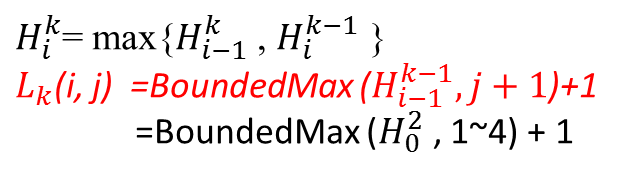 H_i^k= max{H_{i-1}^k , H_i^{k-1} }
L_k(i, j) =BoundedMax(H_{i-1}^{k-1}, j + 1)+1
=BoundedMax (H_0^2 , 1~4) + 1